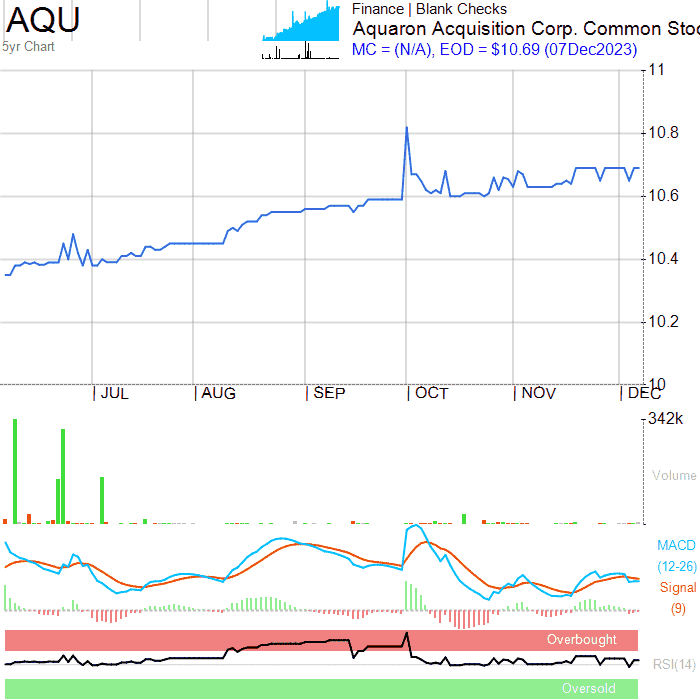 AQU
5yr Chart
Finance | Blank Checks
Aquaron Acquisition Corp. Common Stoc
MC = (N/A), EOD = $10.69 (07Dec2023)
11
10.8
10.6
10.4
10.2
10
JUL AUG SEP OCT NOV DEC
342k
Volume
MACD
(12-26)
Signal
(9)
Overbought
RSI(14)
Oversold